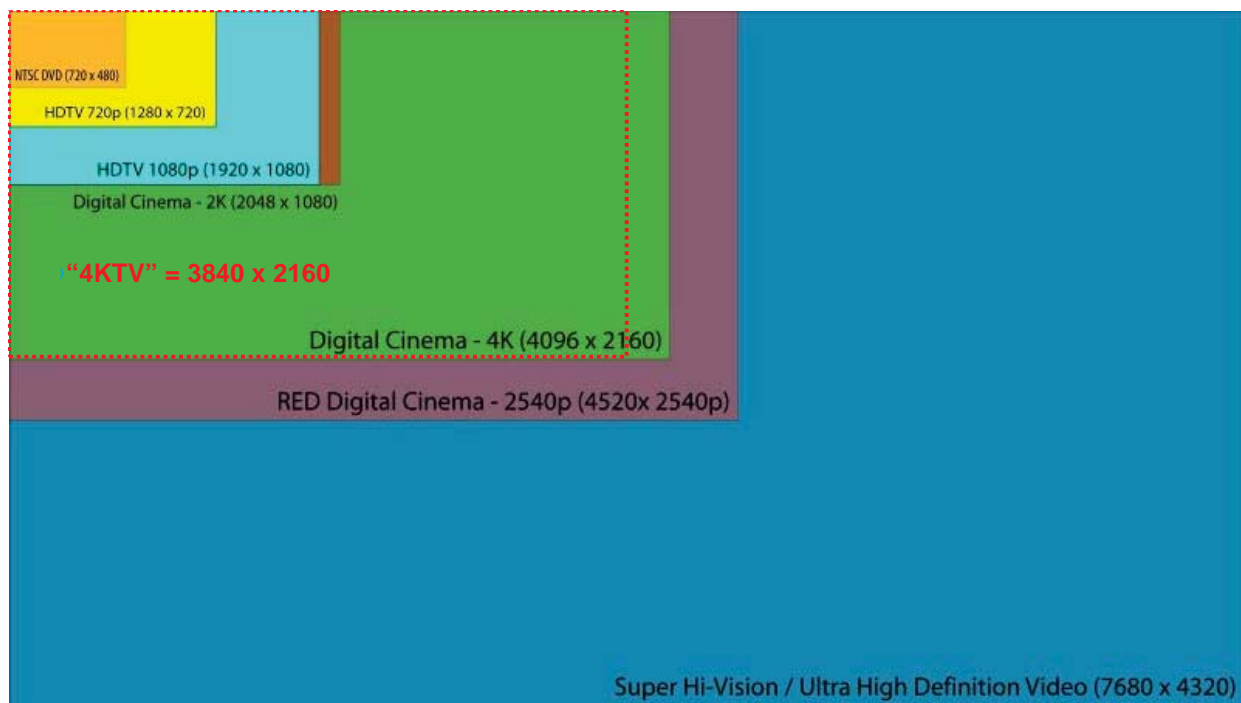 NTSC DVD (720 x 480)
HDTV 720p (1280 x 720)
HDTV 1080p (1920 x 1080)
Digital Cinema - 2K (2048 x 1080)
“4KTV” = 3840 x 2160
Digital Cinema - 4K (4096 x 2160)
RED Digital Cinema - 2540p (4520x 2540p)
Super Hi-Vision / Ultra High Definition Video (7680 x 4320)